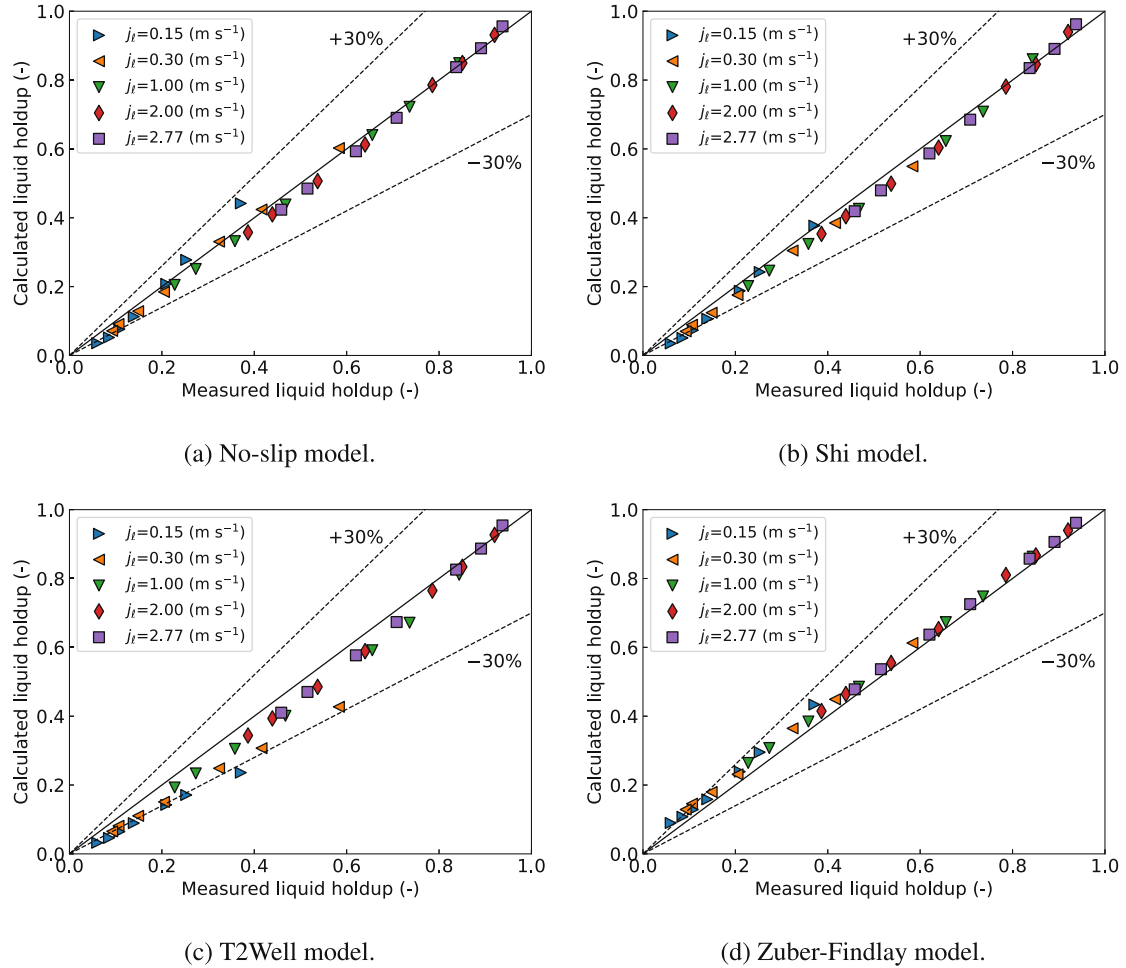 1.0
0.8
0.6
0.4
0.2
0.0
0.0 0.2 0.4 0.6 0.8 1.0
Calculated liquid holdup (-)
Measured liquid holdup (-)
jℓ=0.15 (m s⁻¹)
jℓ=0.30 (m s⁻¹)
jℓ=1.00 (m s⁻¹)
jℓ=2.00 (m s⁻¹)
jℓ=2.77 (m s⁻¹)
+30%
−30%
(a) No-slip model.
1.0
0.8
0.6
0.4
0.2
0.0
0.0 0.2 0.4 0.6 0.8 1.0
Calculated liquid holdup (-)
Measured liquid holdup (-)
jℓ=0.15 (m s⁻¹)
jℓ=0.30 (m s⁻¹)
jℓ=1.00 (m s⁻¹)
jℓ=2.00 (m s⁻¹)
jℓ=2.77 (m s⁻¹)
+30%
−30%
(b) Shi model.
1.0
0.8
0.6
0.4
0.2
0.0
0.0 0.2 0.4 0.6 0.8 1.0
Calculated liquid holdup (-)
Measured liquid holdup (-)
jℓ=0.15 (m s⁻¹)
jℓ=0.30 (m s⁻¹)
jℓ=1.00 (m s⁻¹)
jℓ=2.00 (m s⁻¹)
jℓ=2.77 (m s⁻¹)
+30%
−30%
(c) T2Well model.
1.0
0.8
0.6
0.4
0.2
0.0
0.0 0.2 0.4 0.6 0.8 1.0
Calculated liquid holdup (-)
Measured liquid holdup (-)
jℓ=0.15 (m s⁻¹)
jℓ=0.30 (m s⁻¹)
jℓ=1.00 (m s⁻¹)
jℓ=2.00 (m s⁻¹)
jℓ=2.77 (m s⁻¹)
+30%
−30%
(d) Zuber-Findlay model.